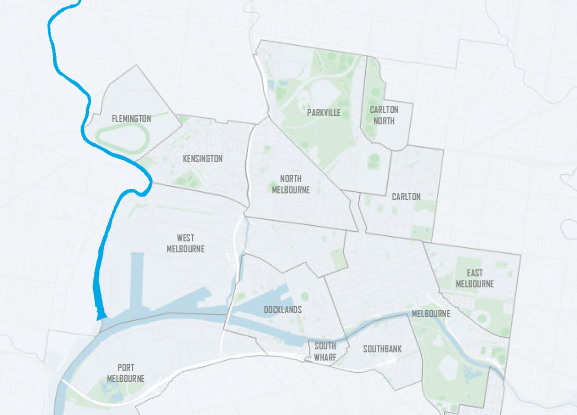 PARKVILLE
CARLTON
NORTH
FLEMINGTON
KENSINGTON
NORTH
MELBOURNE
CARLTON
WEST
MELBOURNE
EAST
MELBOURNE
DOCKLANDS
MELBOURNE
SOUTH
WHARF
SOUTHBANK
PORT
MELBOURNE